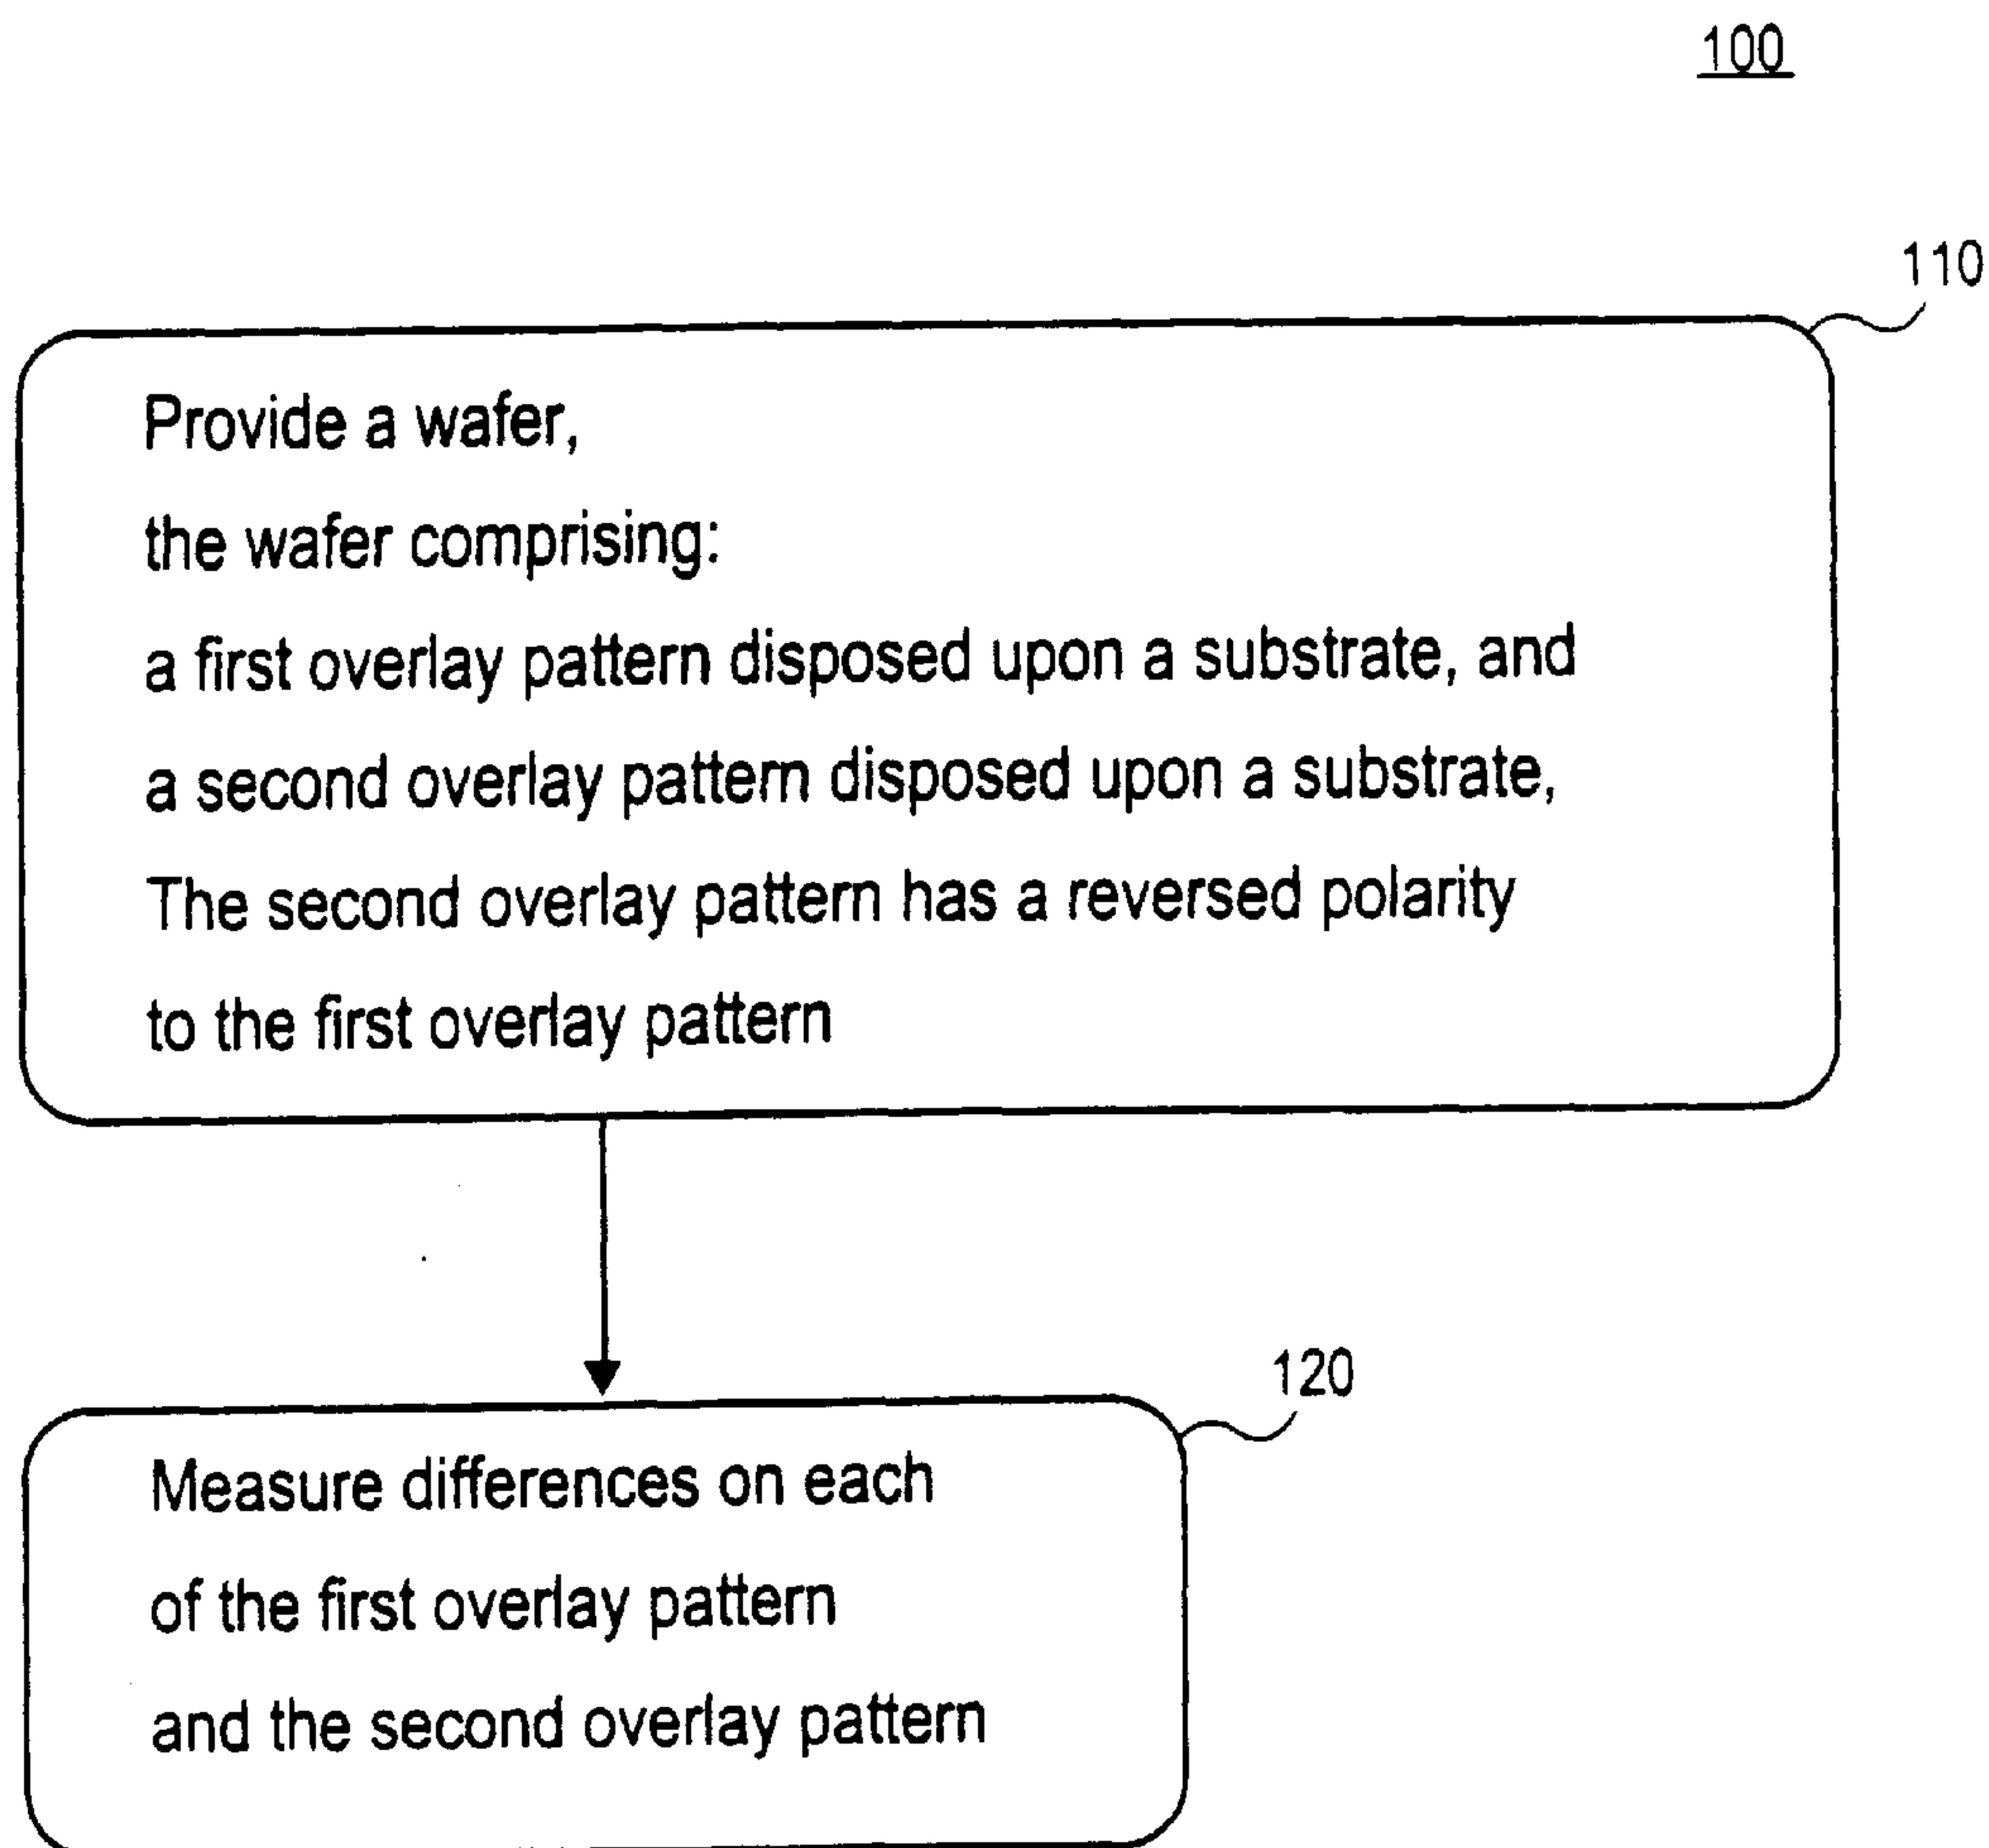 100
110
Provide a wafer,
the wafer comprising:
a first overlay pattern disposed upon a substrate, and
a second overlay pattern disposed upon a substrate,
The second overlay pattern has a reversed polarity
to the first overlay pattern
120
Measure differences on each
of the first overlay pattern
and the second overlay pattern